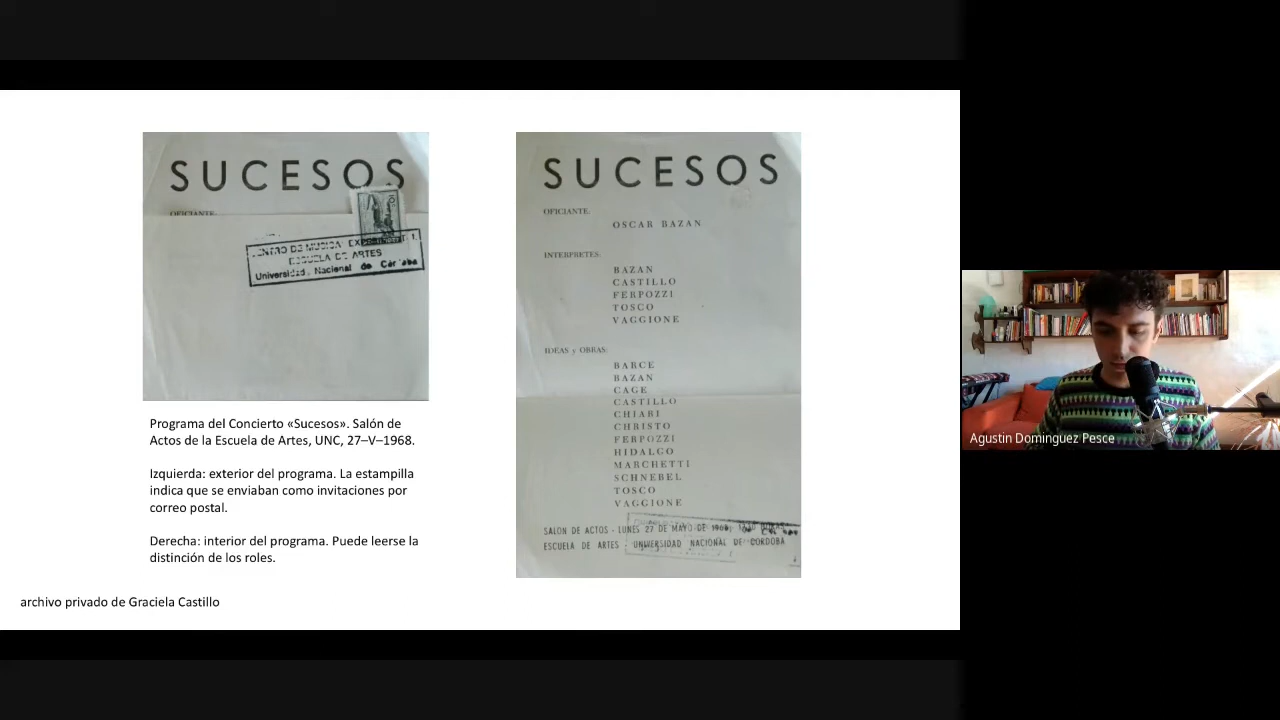 SUCESOS
OFICIANTE.
ESCUELA DE ARTES
Universidad Nacional de
Programa del Concierto «Sucesos». Salón de
Actos de la Escuela de Artes, UNC, 27–V–1968.
Izquierda: exterior del programa. La estampilla
indica que se enviaban como invitaciones por
correo postal.
Derecha: interior del programa. Puede leerse la
distinción de los roles.
archivo privado de Graciela Castillo
SUCESOS
OFICIANTE.
OSCAR BAZAN
INTERPRETES:
BAZAN
CASTILLO
FERPOZZI
TOSCO
VAGGIONE
IDEAS y OBRAS:
BARCE
BAZAN
CAGE
CASTILLO
CHIARI
CHRISTO
FERPOZZI
HIDALGO
MARCHETTI
SCHNEBEL
TOSCO
VAGGIONE
SALON DE ACTOS - LUNES 27 DE MAYO DE 1968,
ESCUELA DE ARTES - UNIVERSIDAD NACIONAL DE CORDOBA
Agustin Dominguez Pesce